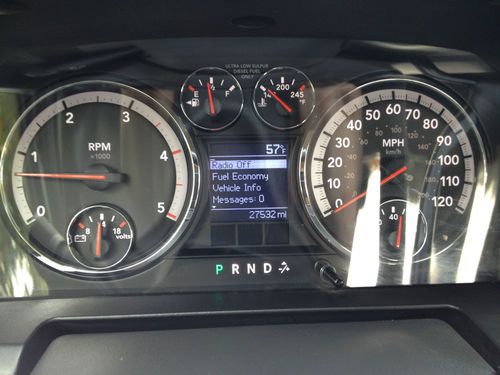 ULTRA LOW SULFUR
DIESEL FUEL
ONLY
E 1/2 F
14 200 245°F
57°F
Radio Off
Fuel Economy
Vehicle Info
Messages: 0
27532 mi
P R N D
0 1 2 3 4 5
RPM
x1000
8 18
volts
0 10 20 30 40 50 60 70 80 90 100 110 120
MPH
km/h
40